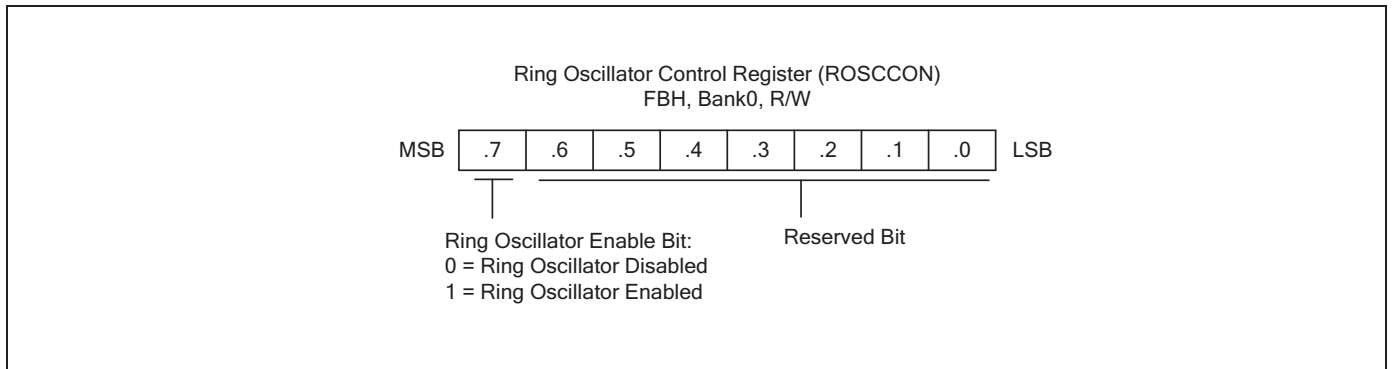 Ring Oscillator Control Register (ROSCCON)
FBH, Bank0, R/W
MSB .7 .6 .5 .4 .3 .2 .1 .0 LSB
Ring Oscillator Enable Bit:
0 = Ring Oscillator Disabled
1 = Ring Oscillator Enabled
Reserved Bit